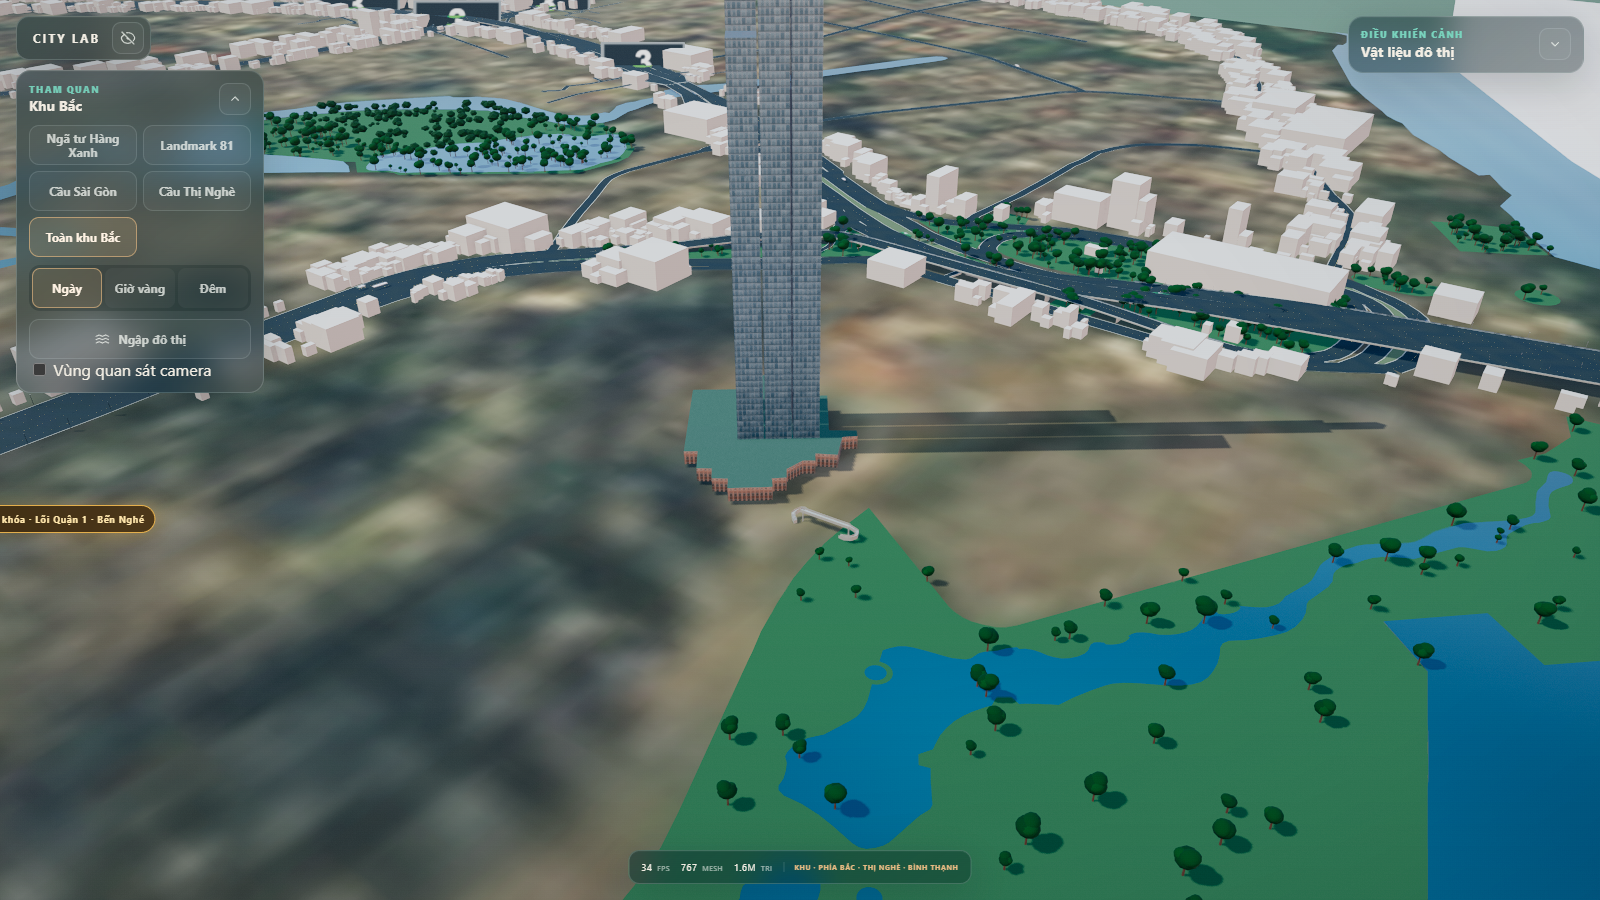 CITY LAB
THAM QUAN
Khu Bắc
Ngã tư Hàng
Xanh
Landmark 81
Cầu Sài Gòn
Cầu Thị Nghè
Toàn khu Bắc
Ngày
Giờ vàng
Đêm
Ngập đô thị
Vùng quan sát camera
3
ĐIỀU KHIỂN CẢNH
Vật liệu đô thị
khóa · Lõi Quận 1 · Bến Nghé
34 FPS 767 MESH 1.6M TRI KHU · PHÍA BẮC · THỊ NGHÈ · BÌNH THẠNH